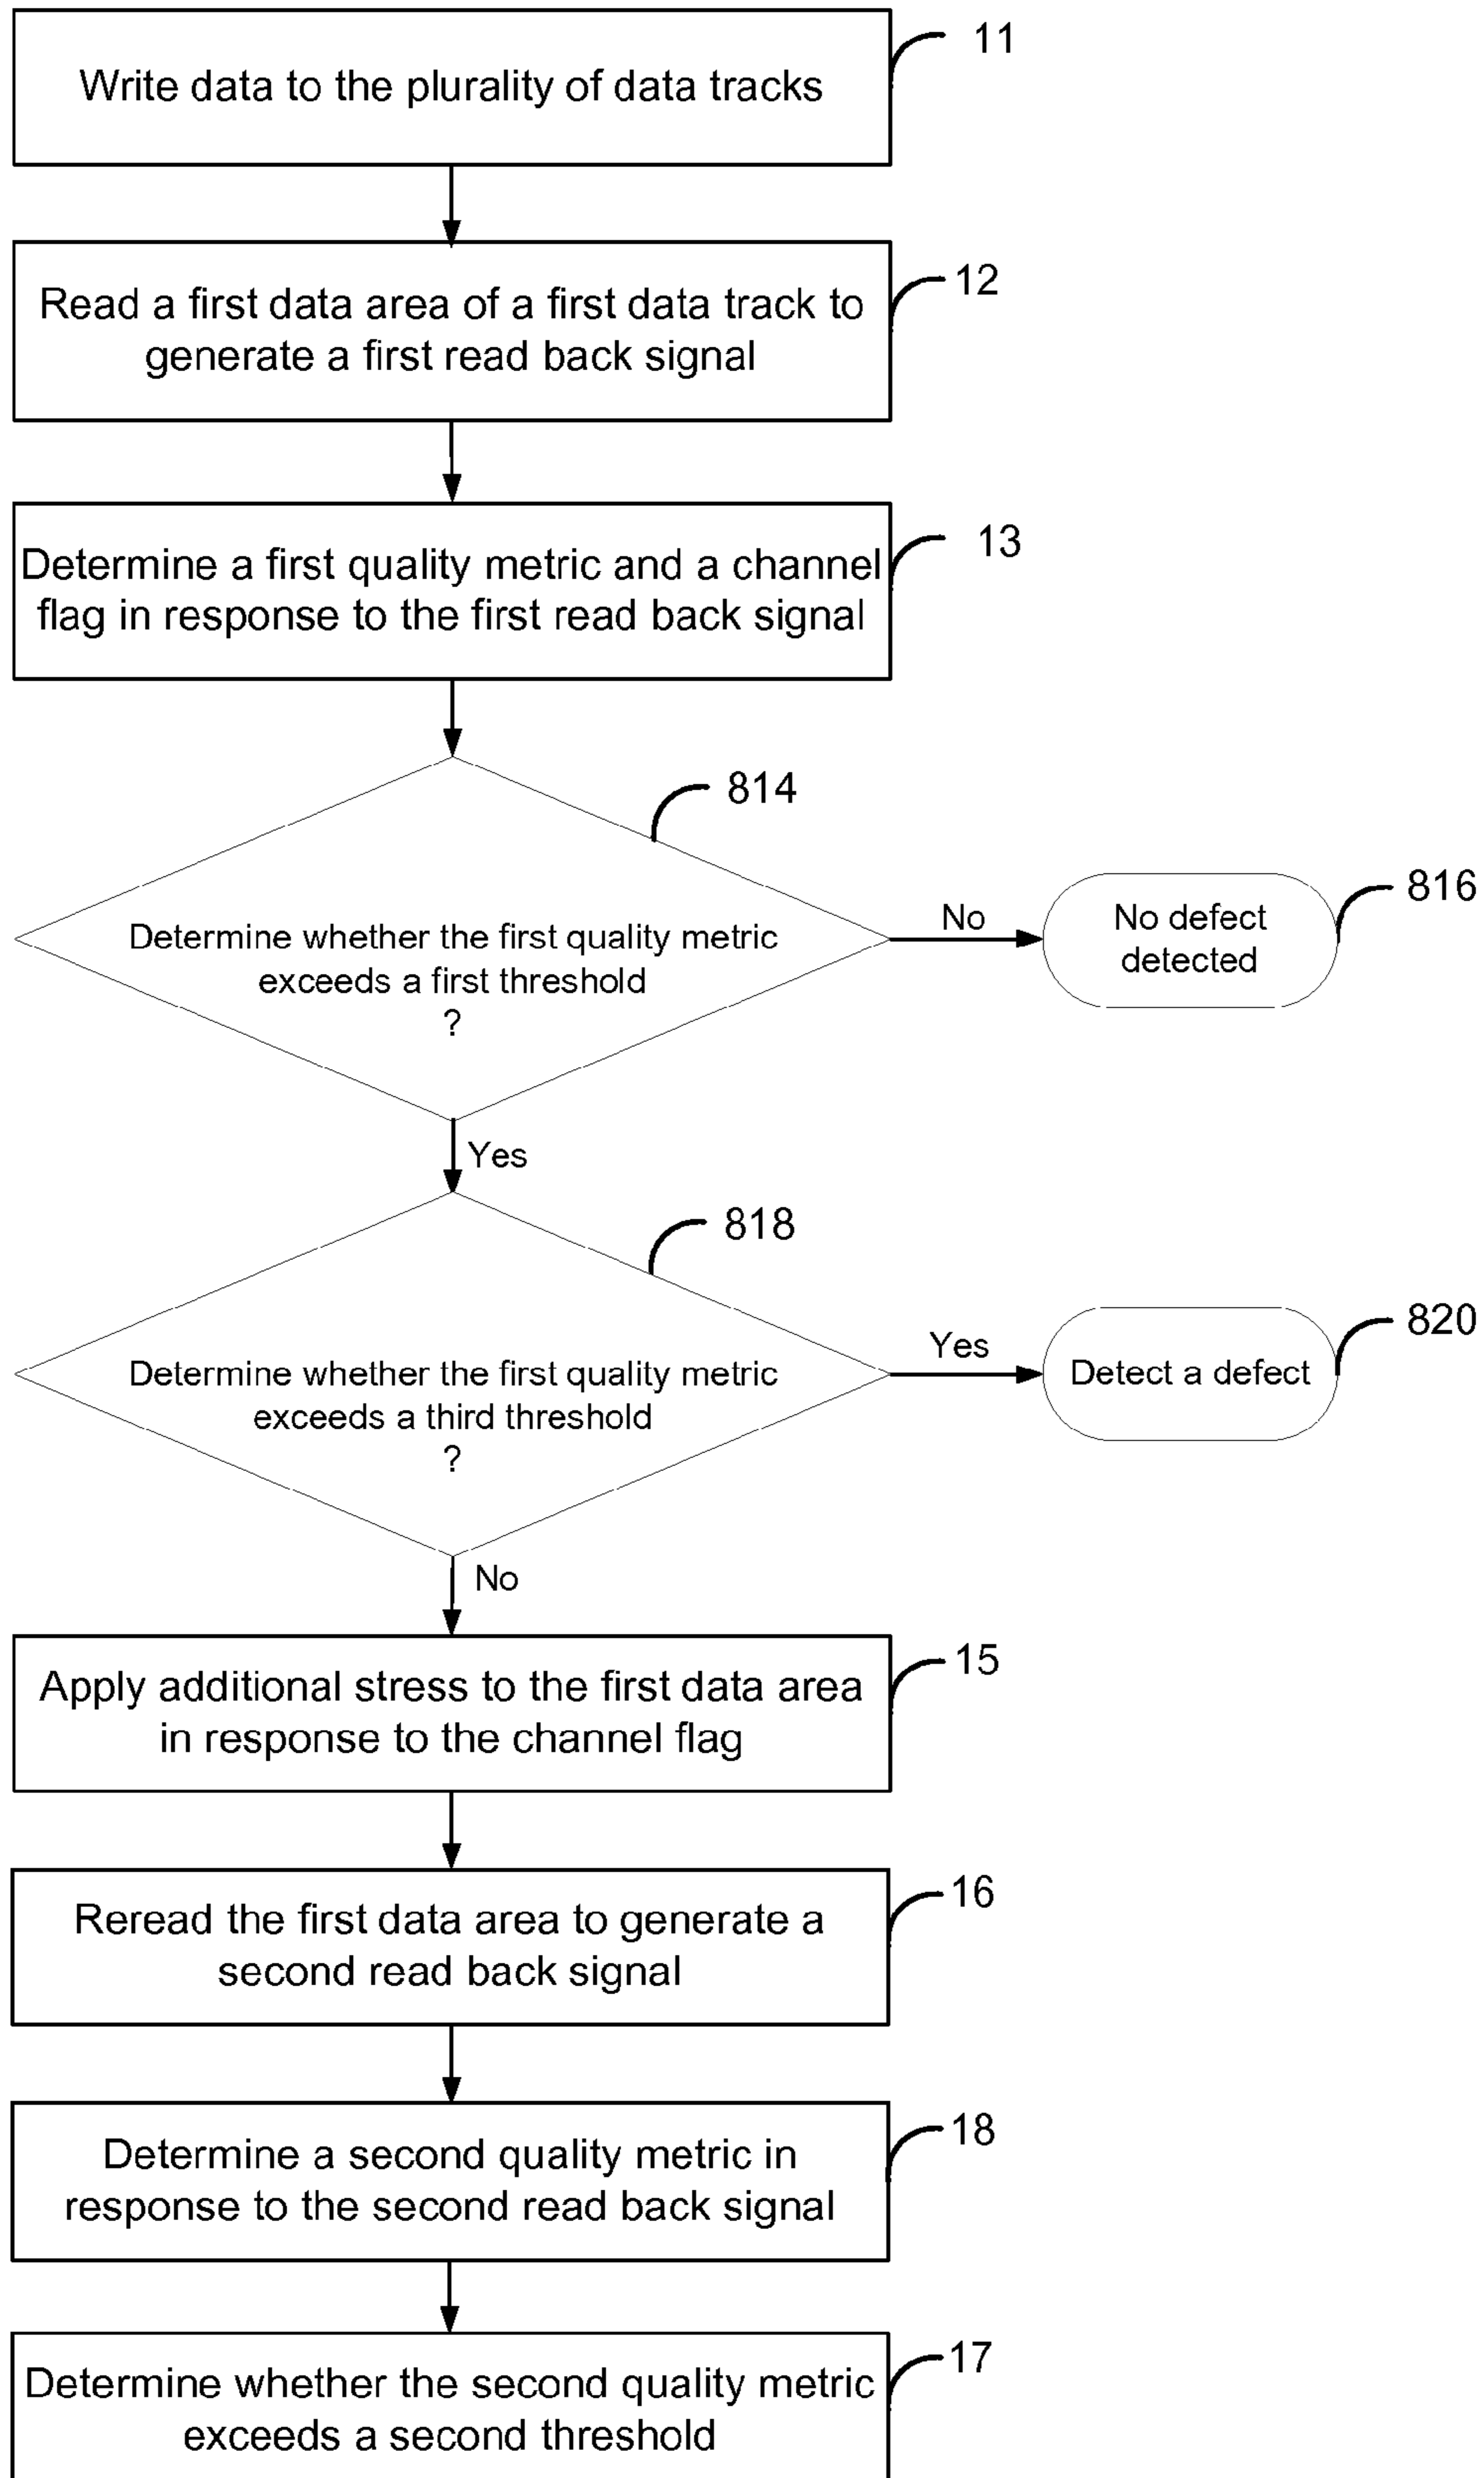 11
Write data to the plurality of data tracks
12
Read a first data area of a first data track to
generate a first read back signal
13
Determine a first quality metric and a channel
flag in response to the first read back signal
814
Determine whether the first quality metric
exceeds a first threshold
?
No
816
No defect
detected
Yes
818
Determine whether the first quality metric
exceeds a third threshold
?
Yes
820
Detect a defect
No
15
Apply additional stress to the first data area
in response to the channel flag
16
Reread the first data area to generate a
second read back signal
18
Determine a second quality metric in
response to the second read back signal
17
Determine whether the second quality metric
exceeds a second threshold